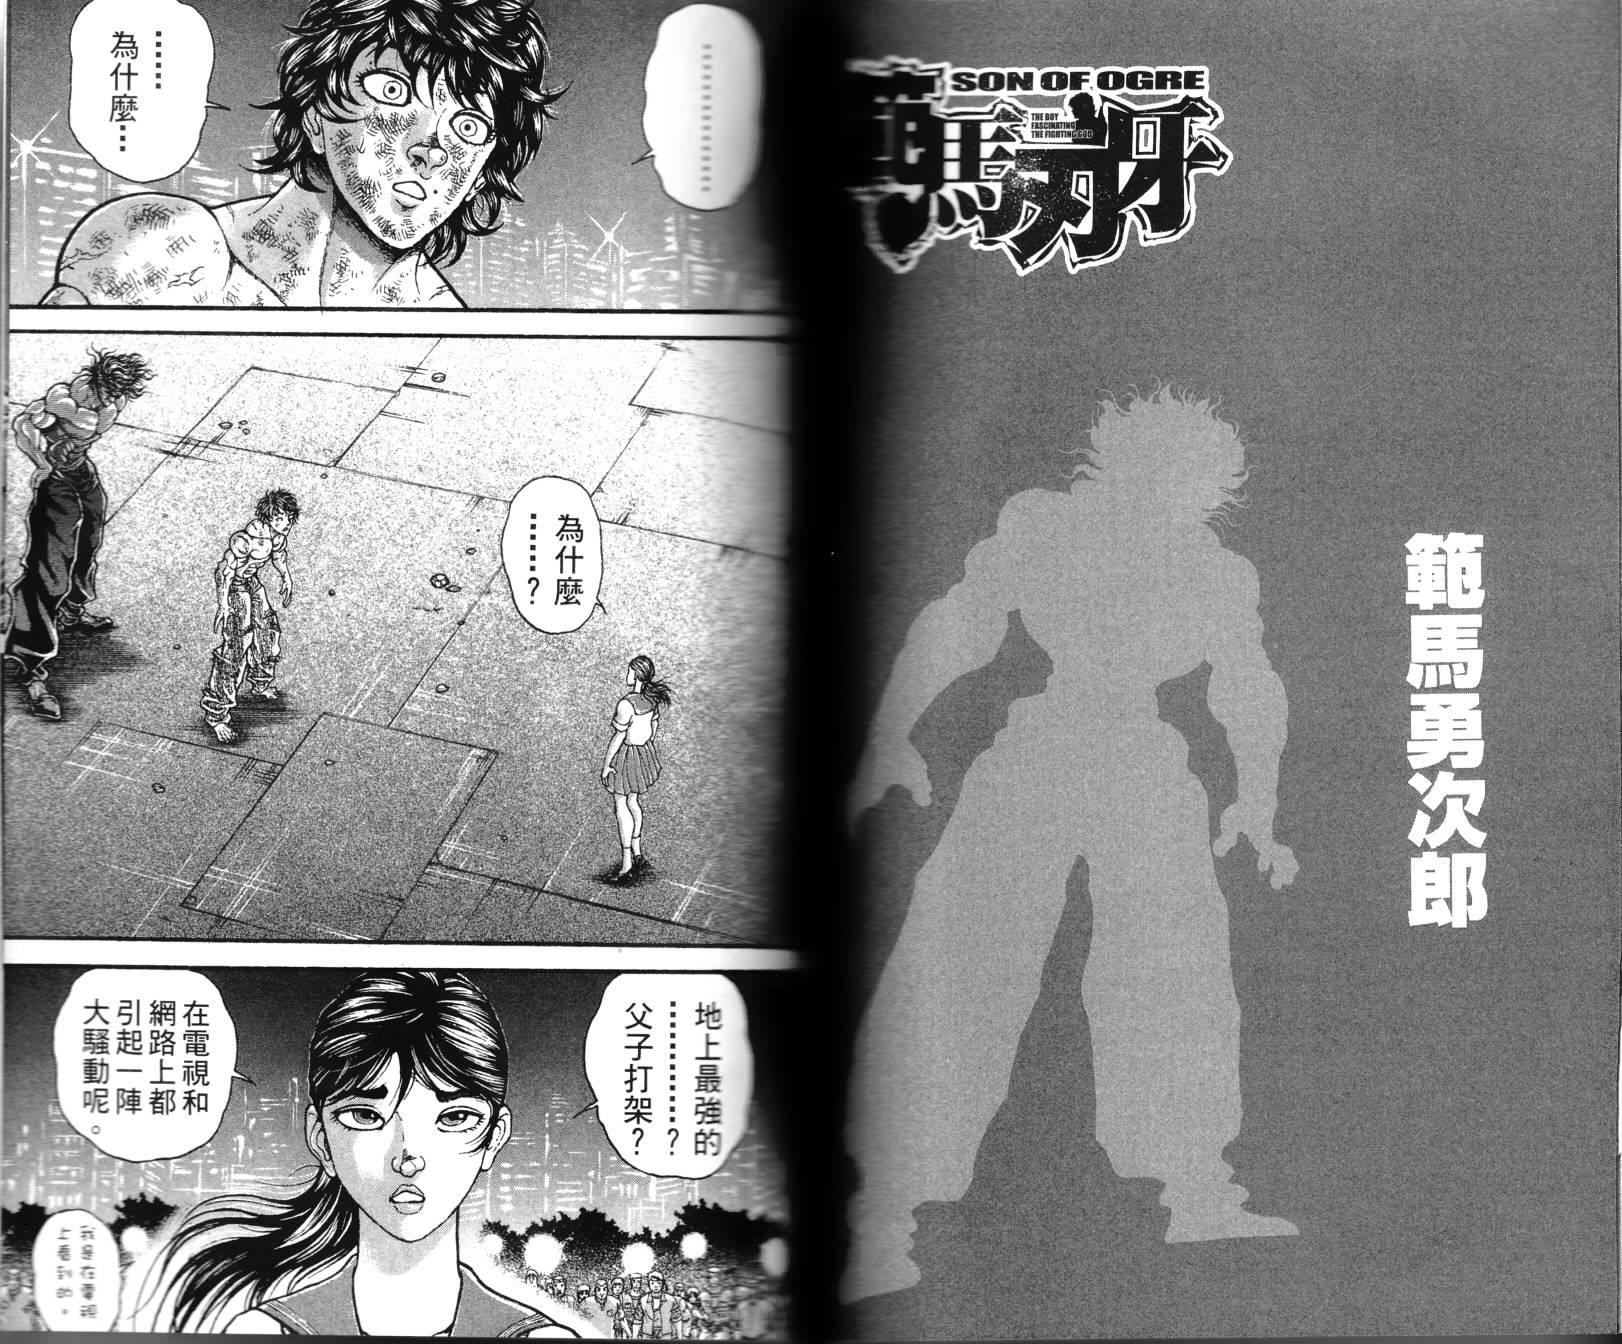 SON OF OGRE
範馬刃牙
THE BOY
FASCINATING
THE FIGHTING GOD
範馬勇次郎
…………
………
為什麼…
為什麼
………?
地上最強的
……………?
父子打架?
在電視和
網路上都
引起一陣
大騷動呢。
我是在電視
上看到的。